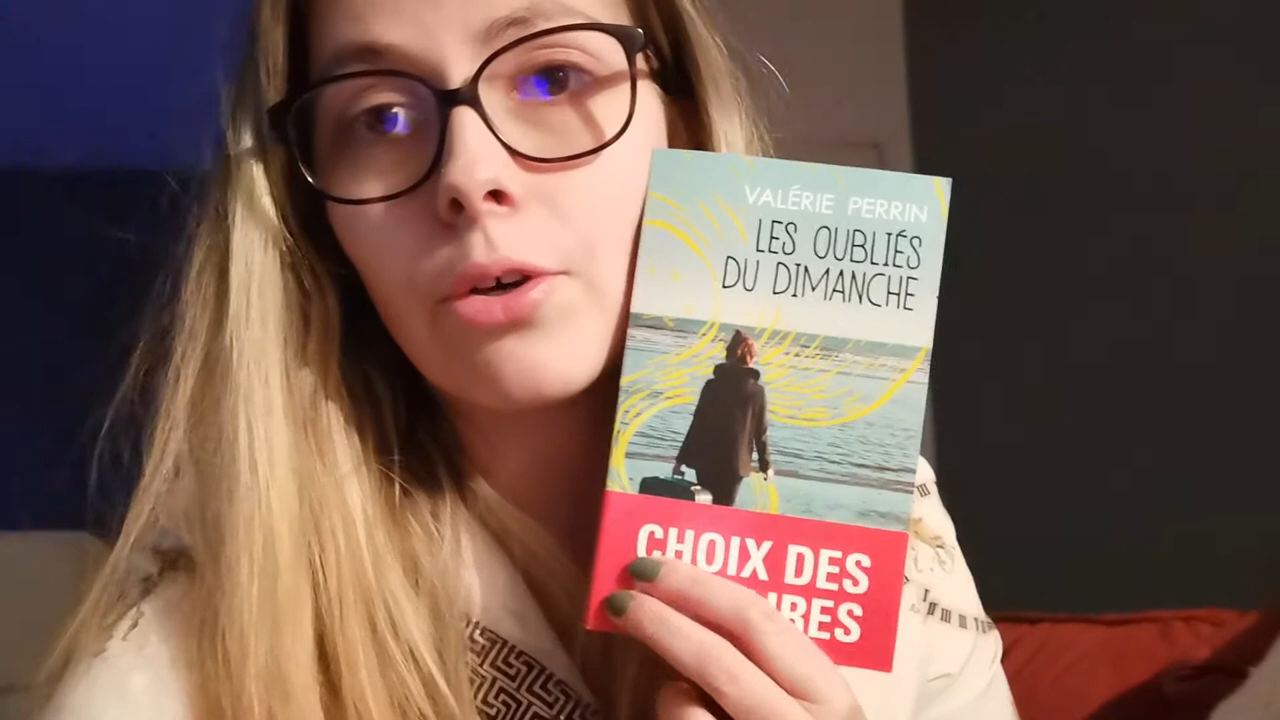 VALÉRIE PERRIN
LES OUBLIÉS
DU DIMANCHE
CHOIX DES